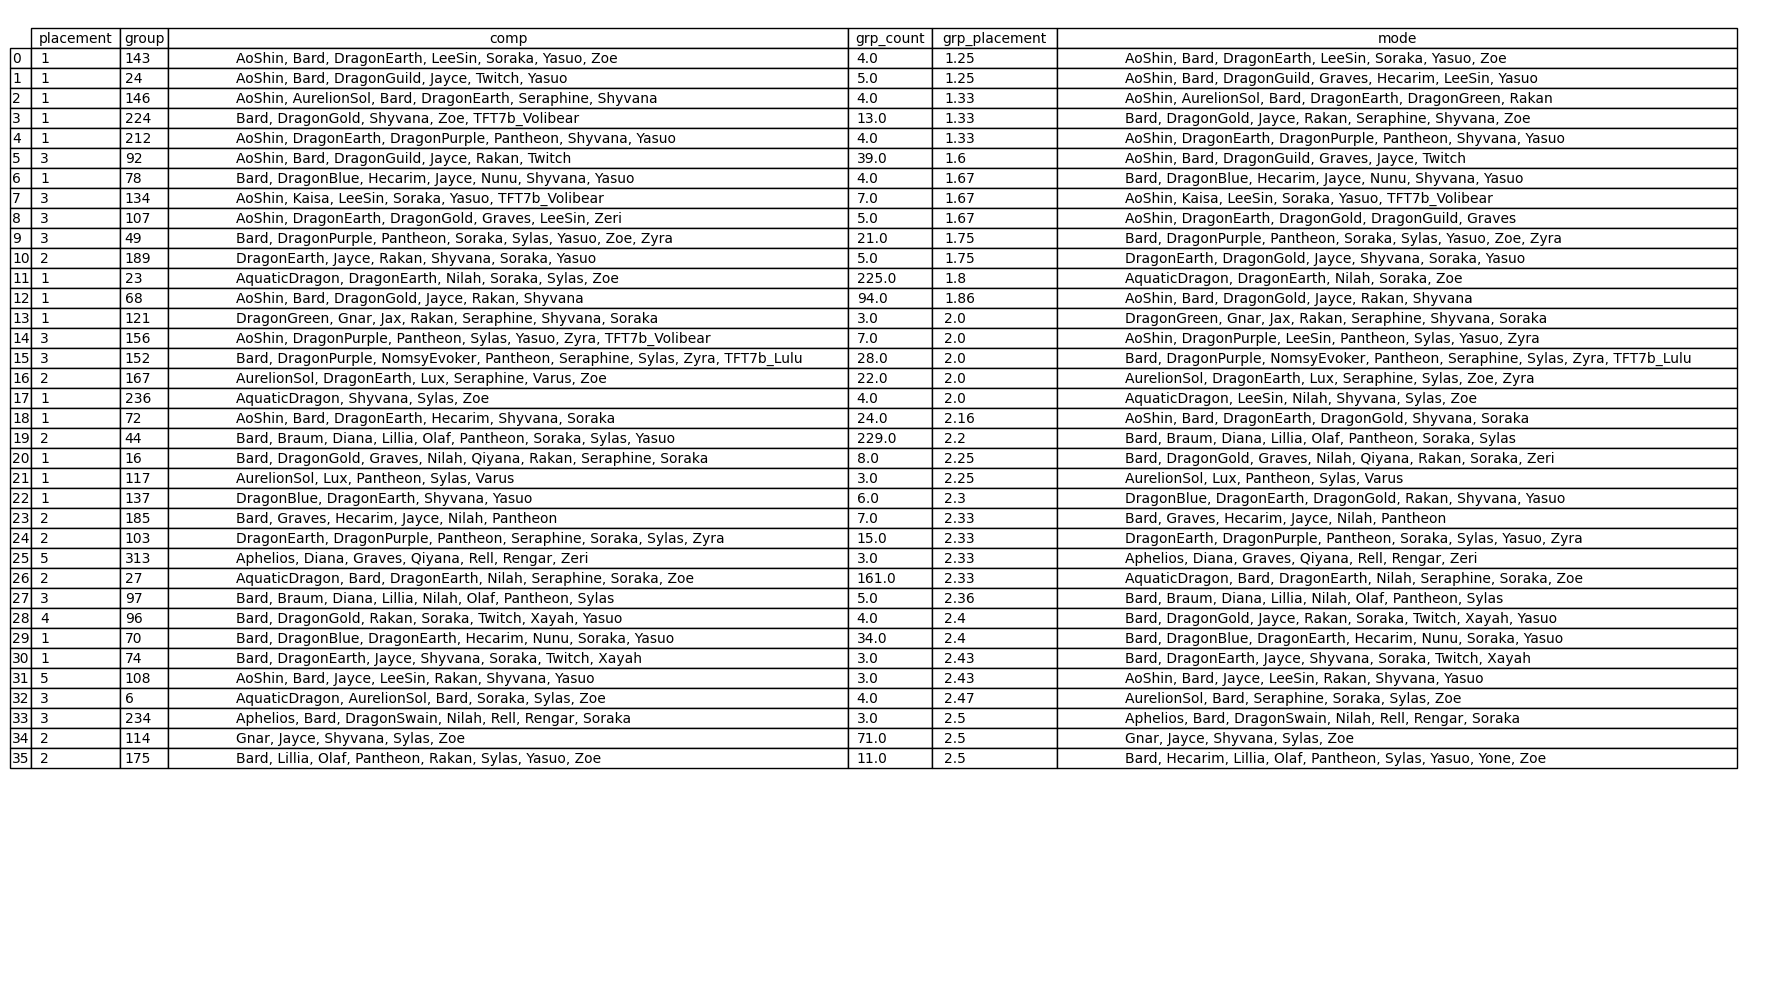 placement group comp grp_count grp_placement mode
0 1 143 AoShin, Bard, DragonEarth, LeeSin, Soraka, Yasuo, Zoe 4.0 1.25 AoShin, Bard, DragonEarth, LeeSin, Soraka, Yasuo, Zoe
1 1 24 AoShin, Bard, DragonGuild, Jayce, Twitch, Yasuo 5.0 1.25 AoShin, Bard, DragonGuild, Graves, Hecarim, LeeSin, Yasuo
2 1 146 AoShin, AurelionSol, Bard, DragonEarth, Seraphine, Shyvana 4.0 1.33 AoShin, AurelionSol, Bard, DragonEarth, DragonGreen, Rakan
3 1 224 Bard, DragonGold, Shyvana, Zoe, TFT7b_Volibear 13.0 1.33 Bard, DragonGold, Jayce, Rakan, Seraphine, Shyvana, Zoe
4 1 212 AoShin, DragonEarth, DragonPurple, Pantheon, Shyvana, Yasuo 4.0 1.33 AoShin, DragonEarth, DragonPurple, Pantheon, Shyvana, Yasuo
5 3 92 AoShin, Bard, DragonGuild, Jayce, Rakan, Twitch 39.0 1.6 AoShin, Bard, DragonGuild, Graves, Jayce, Twitch
6 1 78 Bard, DragonBlue, Hecarim, Jayce, Nunu, Shyvana, Yasuo 4.0 1.67 Bard, DragonBlue, Hecarim, Jayce, Nunu, Shyvana, Yasuo
7 3 134 AoShin, Kaisa, LeeSin, Soraka, Yasuo, TFT7b_Volibear 7.0 1.67 AoShin, Kaisa, LeeSin, Soraka, Yasuo, TFT7b_Volibear
8 3 107 AoShin, DragonEarth, DragonGold, Graves, LeeSin, Zeri 5.0 1.67 AoShin, DragonEarth, DragonGold, DragonGuild, Graves
9 3 49 Bard, DragonPurple, Pantheon, Soraka, Sylas, Yasuo, Zoe, Zyra 21.0 1.75 Bard, DragonPurple, Pantheon, Soraka, Sylas, Yasuo, Zoe, Zyra
10 2 189 DragonEarth, Jayce, Rakan, Shyvana, Soraka, Yasuo 5.0 1.75 DragonEarth, DragonGold, Jayce, Shyvana, Soraka, Yasuo
11 1 23 AquaticDragon, DragonEarth, Nilah, Soraka, Sylas, Zoe 225.0 1.8 AquaticDragon, DragonEarth, Nilah, Soraka, Zoe
12 1 68 AoShin, Bard, DragonGold, Jayce, Rakan, Shyvana 94.0 1.86 AoShin, Bard, DragonGold, Jayce, Rakan, Shyvana
13 1 121 DragonGreen, Gnar, Jax, Rakan, Seraphine, Shyvana, Soraka 3.0 2.0 DragonGreen, Gnar, Jax, Rakan, Seraphine, Shyvana, Soraka
14 3 156 AoShin, DragonPurple, Pantheon, Sylas, Yasuo, Zyra, TFT7b_Volibear 7.0 2.0 AoShin, DragonPurple, LeeSin, Pantheon, Sylas, Yasuo, Zyra
15 3 152 Bard, DragonPurple, NomsyEvoker, Pantheon, Seraphine, Sylas, Zyra, TFT7b_Lulu 28.0 2.0 Bard, DragonPurple, NomsyEvoker, Pantheon, Seraphine, Sylas, Zyra, TFT7b_Lulu
16 2 167 AurelionSol, DragonEarth, Lux, Seraphine, Varus, Zoe 22.0 2.0 AurelionSol, DragonEarth, Lux, Seraphine, Sylas, Zoe, Zyra
17 1 236 AquaticDragon, Shyvana, Sylas, Zoe 4.0 2.0 AquaticDragon, LeeSin, Nilah, Shyvana, Sylas, Zoe
18 1 72 AoShin, Bard, DragonEarth, Hecarim, Shyvana, Soraka 24.0 2.16 AoShin, Bard, DragonEarth, DragonGold, Shyvana, Soraka
19 2 44 Bard, Braum, Diana, Lillia, Olaf, Pantheon, Soraka, Sylas, Yasuo 229.0 2.2 Bard, Braum, Diana, Lillia, Olaf, Pantheon, Soraka, Sylas
20 1 16 Bard, DragonGold, Graves, Nilah, Qiyana, Rakan, Seraphine, Soraka 8.0 2.25 Bard, DragonGold, Graves, Nilah, Qiyana, Rakan, Soraka, Zeri
21 1 117 AurelionSol, Lux, Pantheon, Sylas, Varus 3.0 2.25 AurelionSol, Lux, Pantheon, Sylas, Varus
22 1 137 DragonBlue, DragonEarth, Shyvana, Yasuo 6.0 2.3 DragonBlue, DragonEarth, DragonGold, Rakan, Shyvana, Yasuo
23 2 185 Bard, Graves, Hecarim, Jayce, Nilah, Pantheon 7.0 2.33 Bard, Graves, Hecarim, Jayce, Nilah, Pantheon
24 2 103 DragonEarth, DragonPurple, Pantheon, Seraphine, Soraka, Sylas, Zyra 15.0 2.33 DragonEarth, DragonPurple, Pantheon, Soraka, Sylas, Yasuo, Zyra
25 5 313 Aphelios, Diana, Graves, Qiyana, Rell, Rengar, Zeri 3.0 2.33 Aphelios, Diana, Graves, Qiyana, Rell, Rengar, Zeri
26 2 27 AquaticDragon, Bard, DragonEarth, Nilah, Seraphine, Soraka, Zoe 161.0 2.33 AquaticDragon, Bard, DragonEarth, Nilah, Seraphine, Soraka, Zoe
27 3 97 Bard, Braum, Diana, Lillia, Nilah, Olaf, Pantheon, Sylas 5.0 2.36 Bard, Braum, Diana, Lillia, Nilah, Olaf, Pantheon, Sylas
28 4 96 Bard, DragonGold, Rakan, Soraka, Twitch, Xayah, Yasuo 4.0 2.4 Bard, DragonGold, Jayce, Rakan, Soraka, Twitch, Xayah, Yasuo
29 1 70 Bard, DragonBlue, DragonEarth, Hecarim, Nunu, Soraka, Yasuo 34.0 2.4 Bard, DragonBlue, DragonEarth, Hecarim, Nunu, Soraka, Yasuo
30 1 74 Bard, DragonEarth, Jayce, Shyvana, Soraka, Twitch, Xayah 3.0 2.43 Bard, DragonEarth, Jayce, Shyvana, Soraka, Twitch, Xayah
31 5 108 AoShin, Bard, Jayce, LeeSin, Rakan, Shyvana, Yasuo 3.0 2.43 AoShin, Bard, Jayce, LeeSin, Rakan, Shyvana, Yasuo
32 3 6 AquaticDragon, AurelionSol, Bard, Soraka, Sylas, Zoe 4.0 2.47 AurelionSol, Bard, Seraphine, Soraka, Sylas, Zoe
33 3 234 Aphelios, Bard, DragonSwain, Nilah, Rell, Rengar, Soraka 3.0 2.5 Aphelios, Bard, DragonSwain, Nilah, Rell, Rengar, Soraka
34 2 114 Gnar, Jayce, Shyvana, Sylas, Zoe 71.0 2.5 Gnar, Jayce, Shyvana, Sylas, Zoe
35 2 175 Bard, Lillia, Olaf, Pantheon, Rakan, Sylas, Yasuo, Zoe 11.0 2.5 Bard, Hecarim, Lillia, Olaf, Pantheon, Sylas, Yasuo, Yone, Zoe